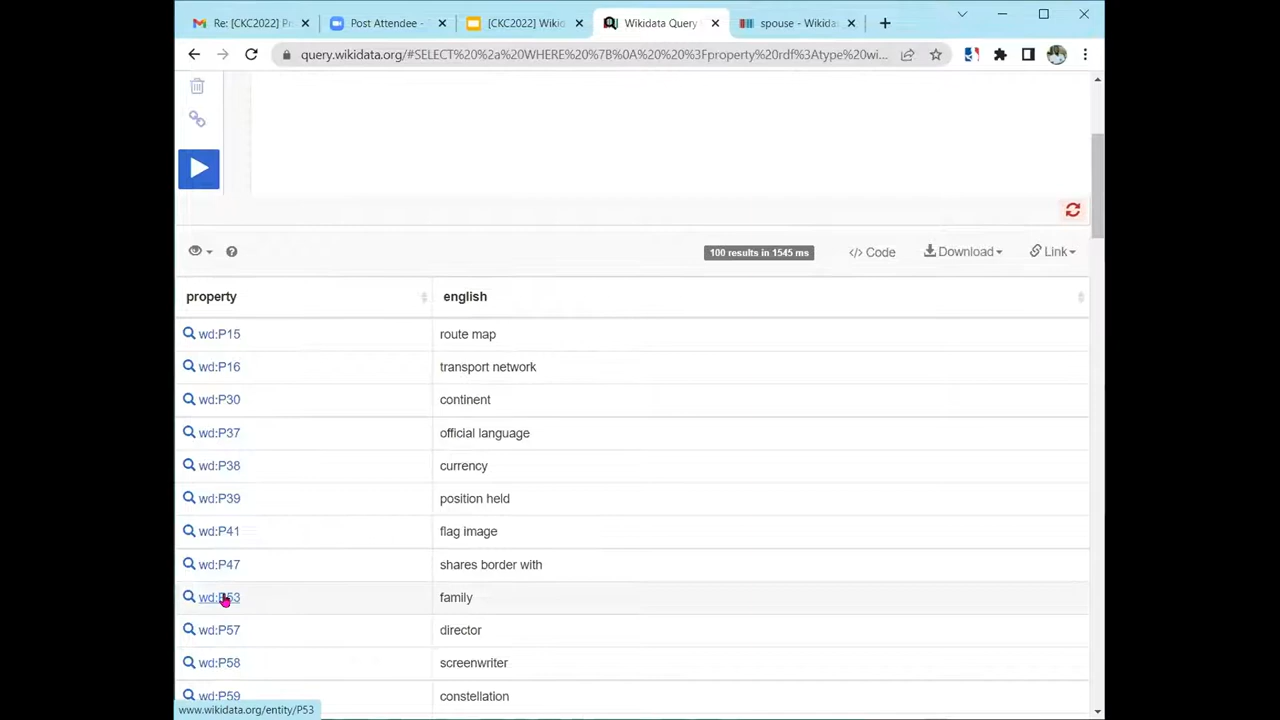 Re: [CKC2022] Pr
Post Attendee -
[CKC2022] Wiki
Wikidata Query
spouse - Wikida
query.wikidata.org/#SELECT%20%2a%20WHERE%20%7B%0A%20%20%3Fproperty%20rdf%3Atype%20wi...
100 results in 1545 ms
</> Code
Download
Link
property english
wd:P15 route map
wd:P16 transport network
wd:P30 continent
wd:P37 official language
wd:P38 currency
wd:P39 position held
wd:P41 flag image
wd:P47 shares border with
wd:P53 family
wd:P57 director
wd:P58 screenwriter
wd:P59 constellation
www.wikidata.org/entity/P53